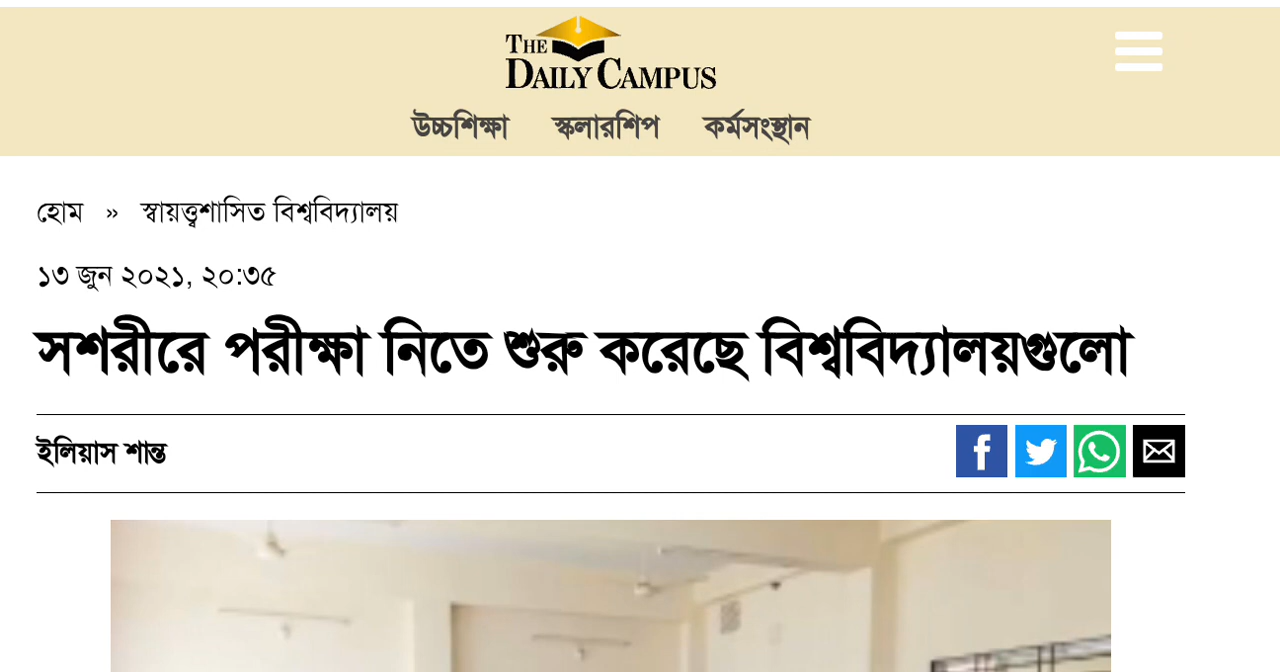 THE
DAILY CAMPUS
উচ্চশিক্ষা স্কলারশিপ কর্মসংস্থান
হোম » স্বায়ত্ত্বশাসিত বিশ্ববিদ্যালয়
১৩ জুন ২০২১, ২০:৩৫
সশরীরে পরীক্ষা নিতে শুরু করেছে বিশ্ববিদ্যালয়গুলো
ইলিয়াস শান্ত